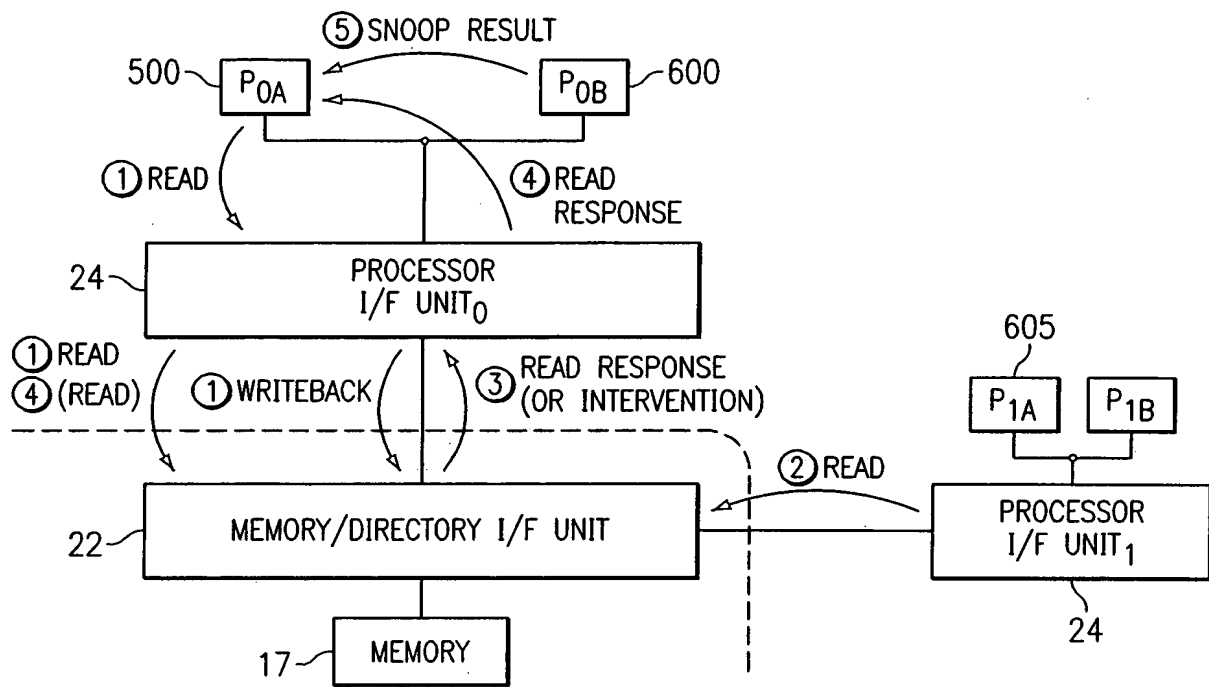 ⑤ SNOOP RESULT
500
P0A
P0B
600
① READ
④ READ
RESPONSE
24
PROCESSOR
I/F UNIT0
① READ
④ (READ)
① WRITEBACK
③ READ RESPONSE
(OR INTERVENTION)
605
P1A
P1B
② READ
22
MEMORY/DIRECTORY I/F UNIT
PROCESSOR
I/F UNIT1
24
17
MEMORY